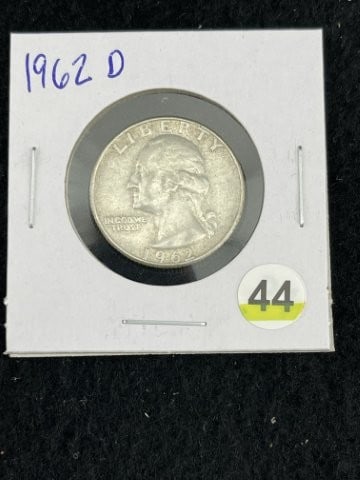 1962 D
LIBERTY
IN GOD WE
TRUST
1962
44